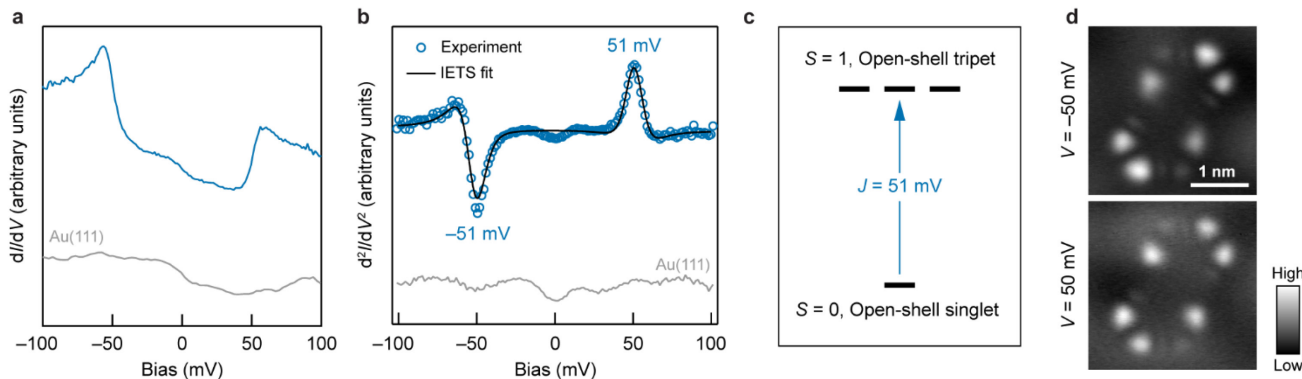 a
dI/dV (arbitrary units)
Au(111)
−100
−50
0
50
100
Bias (mV)
b
d²I/dV² (arbitrary units)
Experiment
IETS fit
51 mV
−51 mV
Au(111)
−100
−50
0
50
100
Bias (mV)
c
S = 1, Open-shell tripet
J = 51 mV
S = 0, Open-shell singlet
d
V = −50 mV
1 nm
V = 50 mV
High
Low